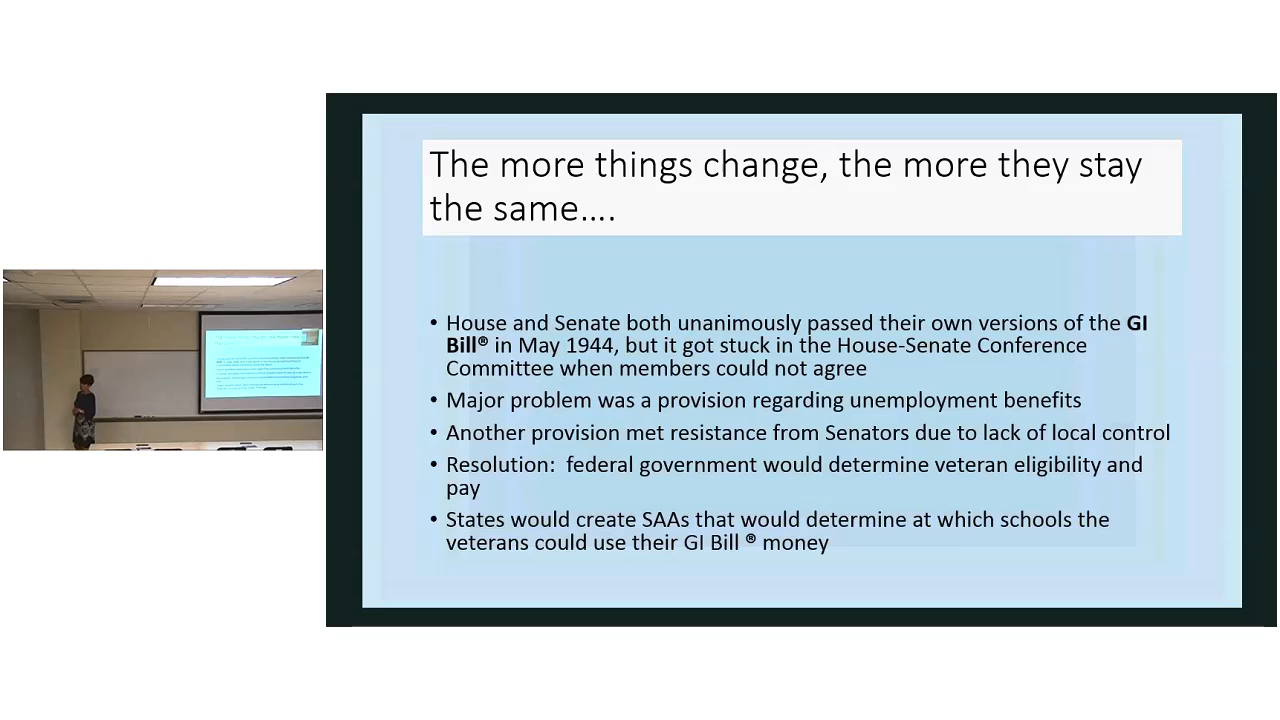 The more things change, the more they stay
the same....
• House and Senate both unanimously passed their own versions of the GI
Bill® in May 1944, but it got stuck in the House-Senate Conference
Committee when members could not agree
• Major problem was a provision regarding unemployment benefits
• Another provision met resistance from Senators due to lack of local control
• Resolution:  federal government would determine veteran eligibility and
pay
• States would create SAAs that would determine at which schools the
veterans could use their GI Bill ® money